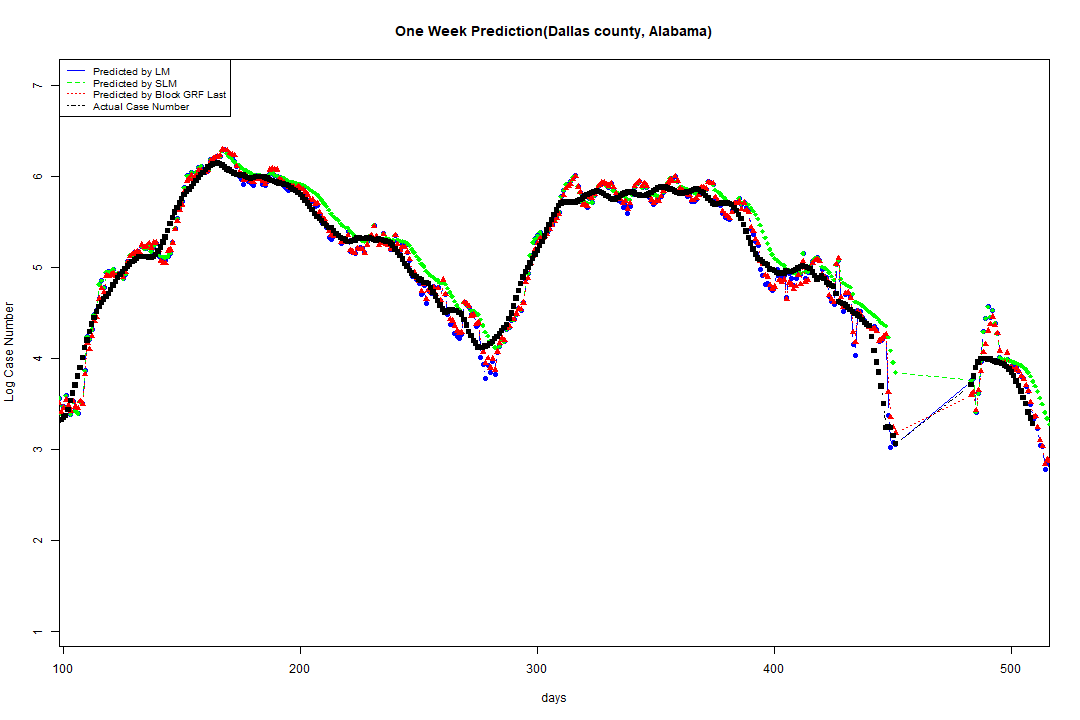 One Week Prediction(Dallas county, Alabama)
Predicted by LM
Predicted by SLM
Predicted by Block GRF Last
Actual Case Number
Log Case Number
7
6
5
4
3
2
1
100 200 300 400 500
days